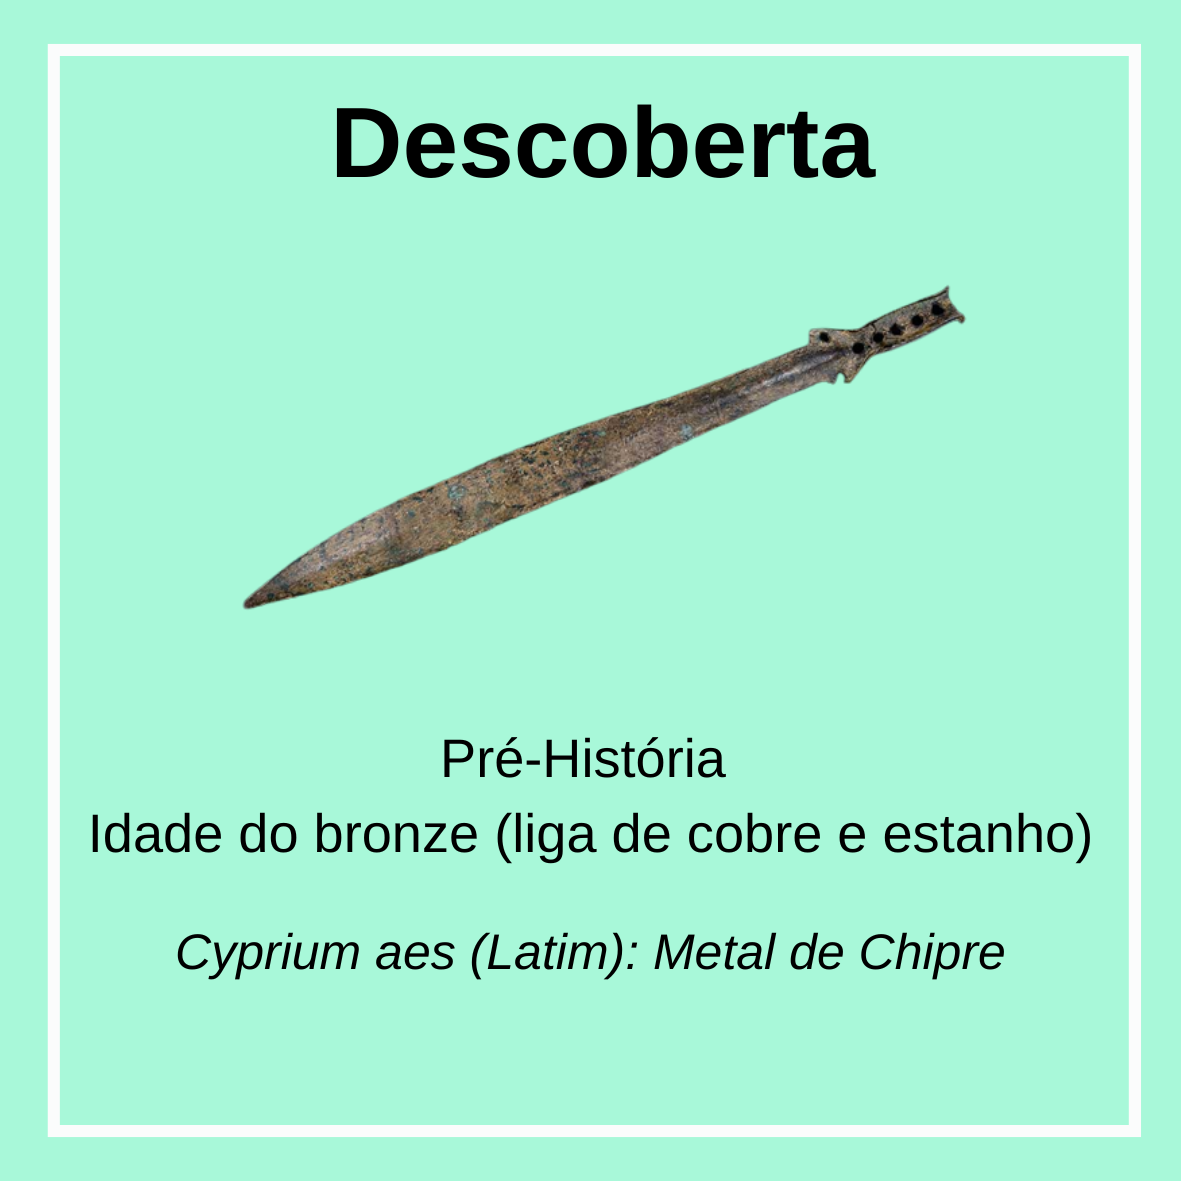 Descoberta
Pré-História
Idade do bronze (liga de cobre e estanho)
Cyprium aes (Latim): Metal de Chipre